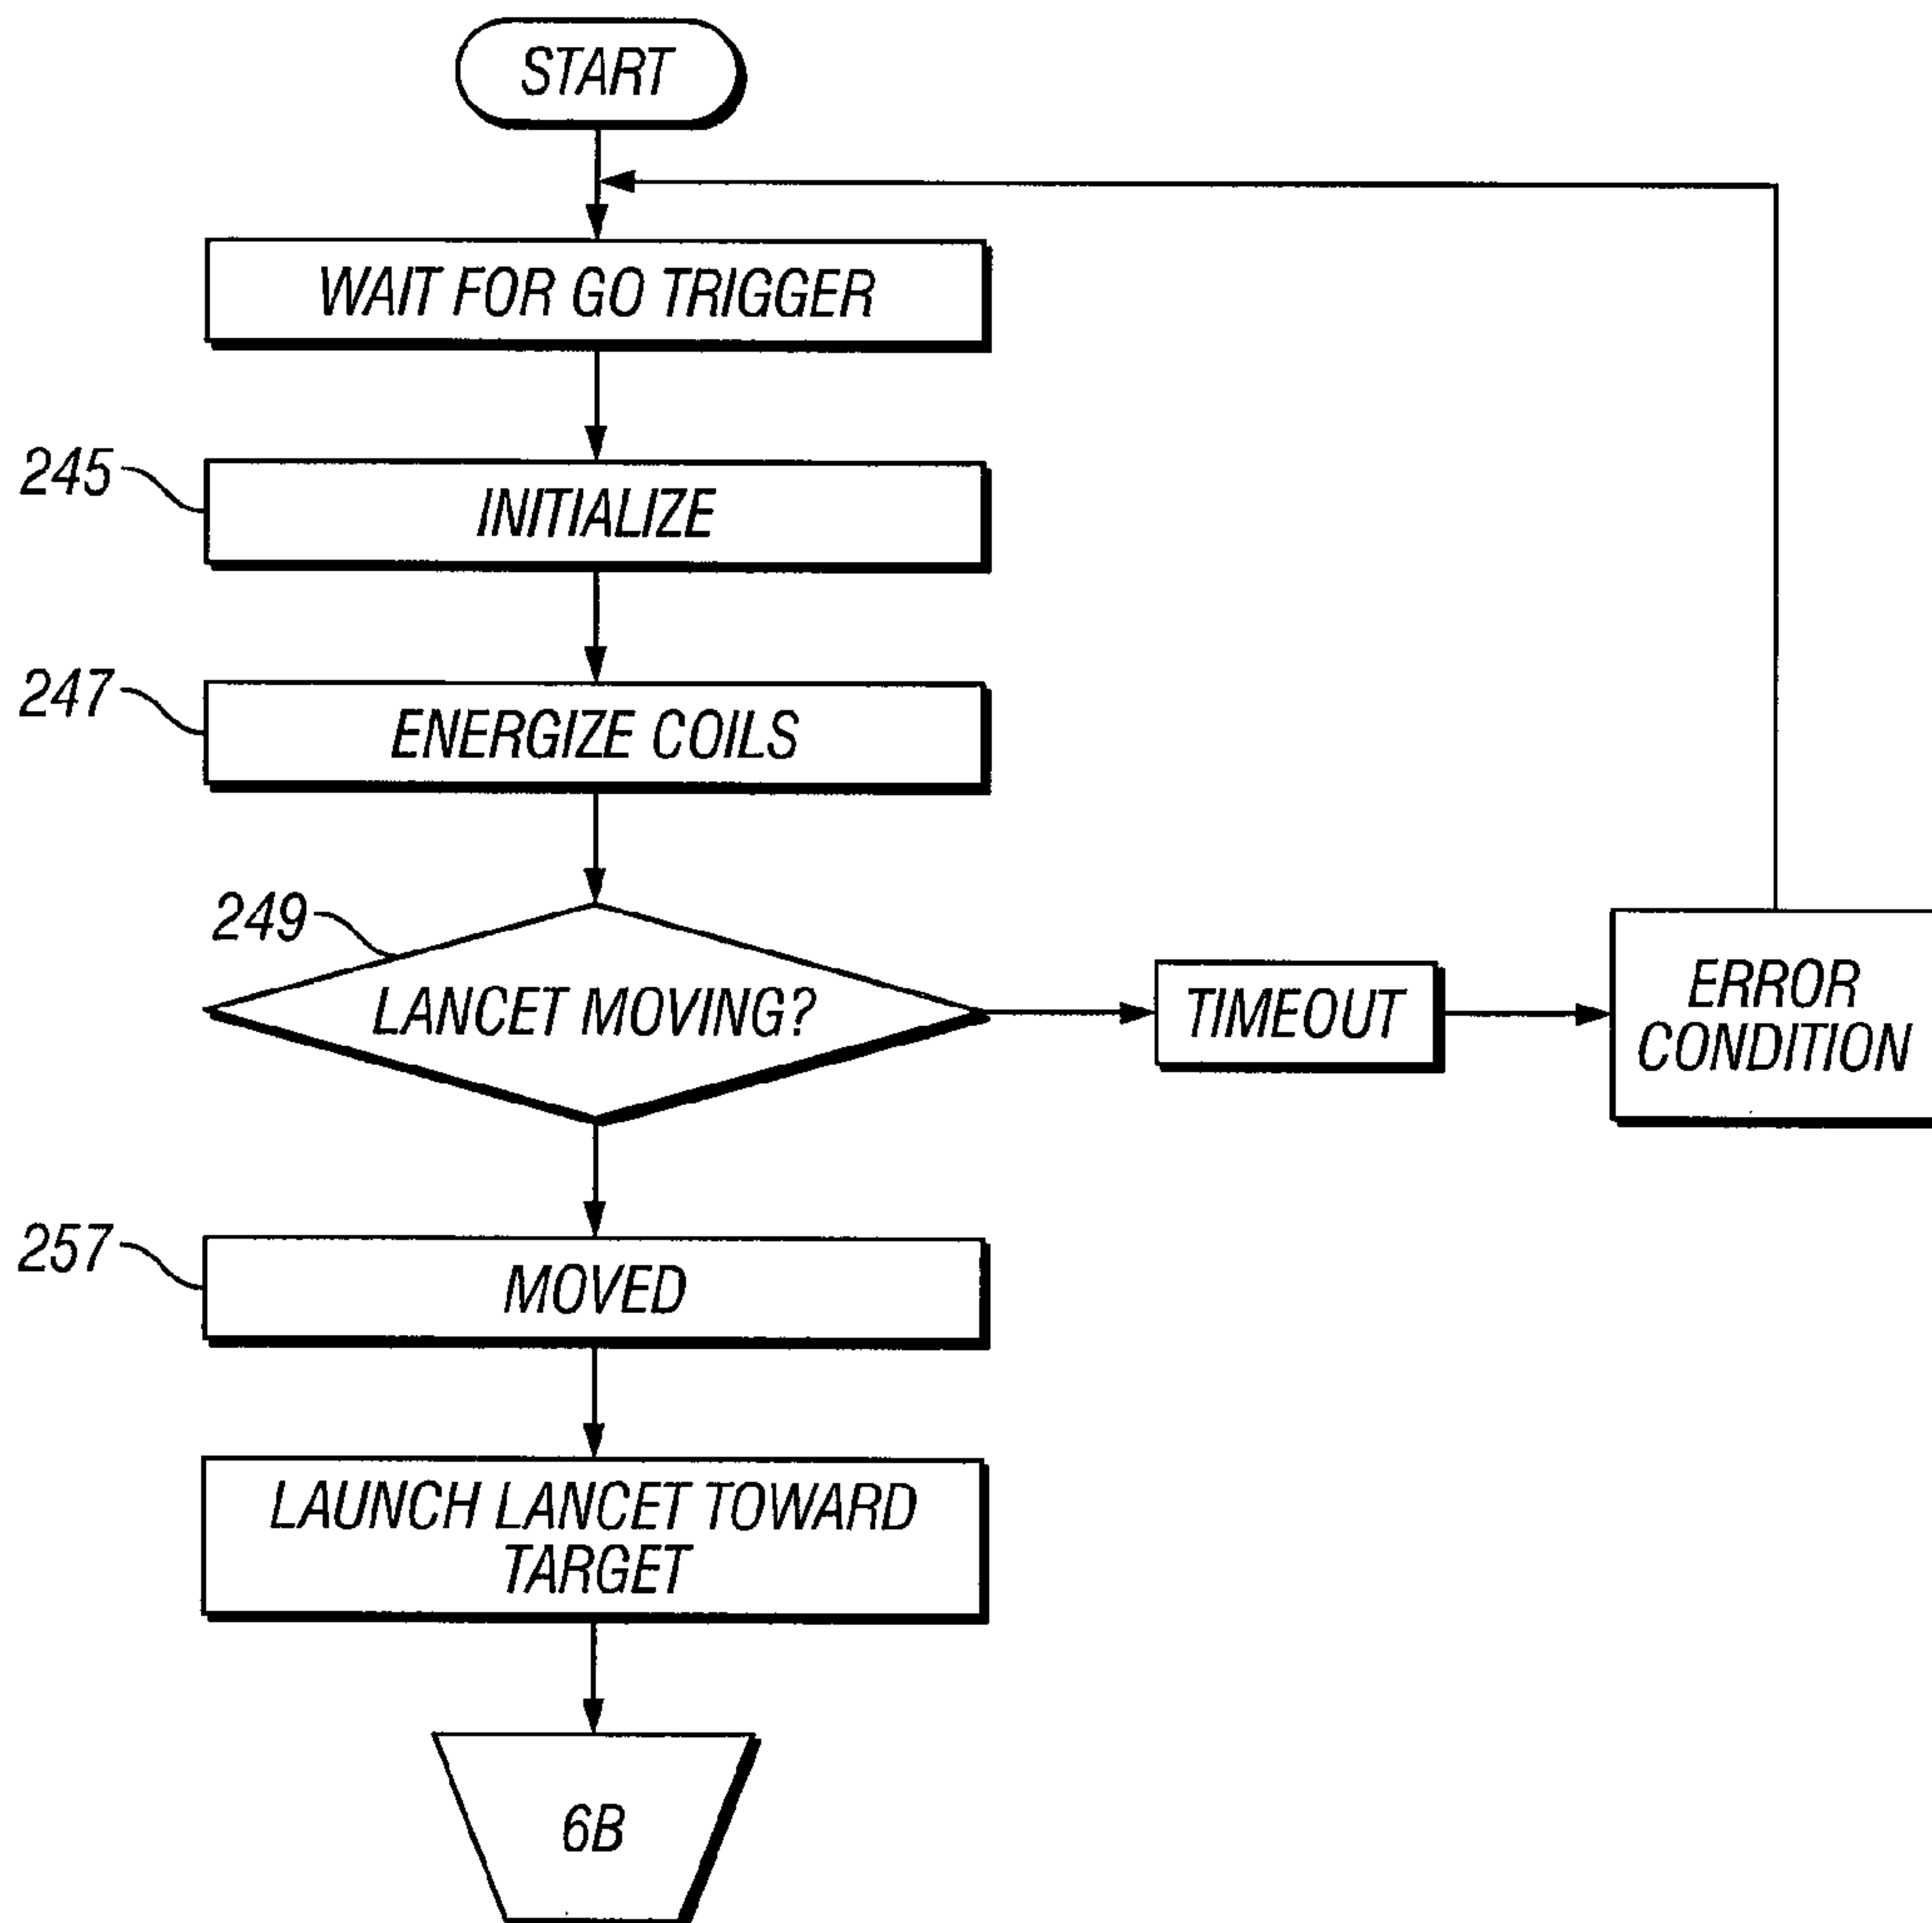 START
WAIT FOR GO TRIGGER
245
INITIALIZE
247
ENERGIZE COILS
249
LANCET MOVING?
TIMEOUT
ERROR
CONDITION
257
MOVED
LAUNCH LANCET TOWARD
TARGET
6B